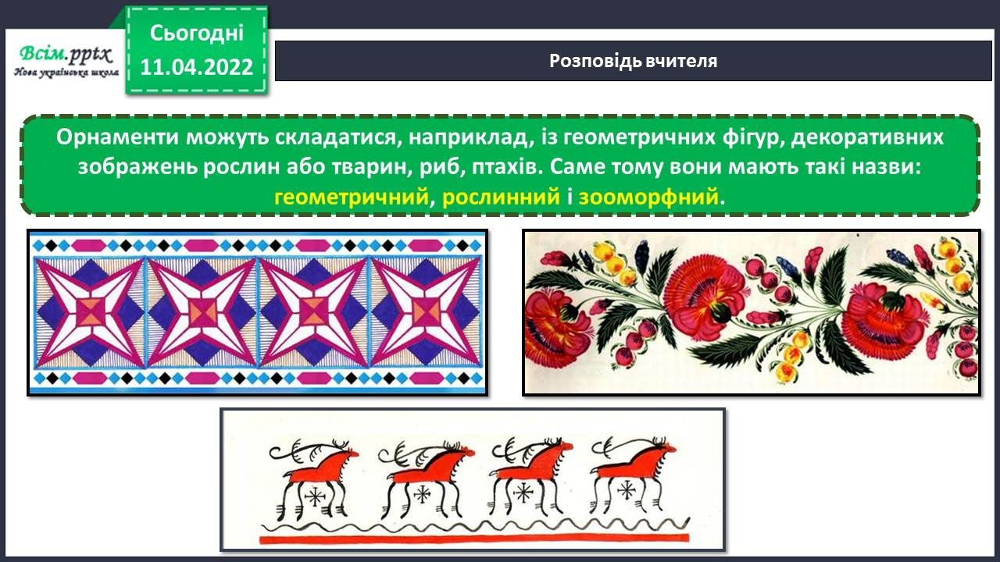 Сьогодні
11.04.2022
Всім.pptx
Нова українська школа
Розповідь вчителя
Орнаменти можуть складатися, наприклад, із геометричних фігур, декоративних
зображень рослин або тварин, риб, птахів. Саме тому вони мають такі назви:
геометричний, рослинний і зооморфний.